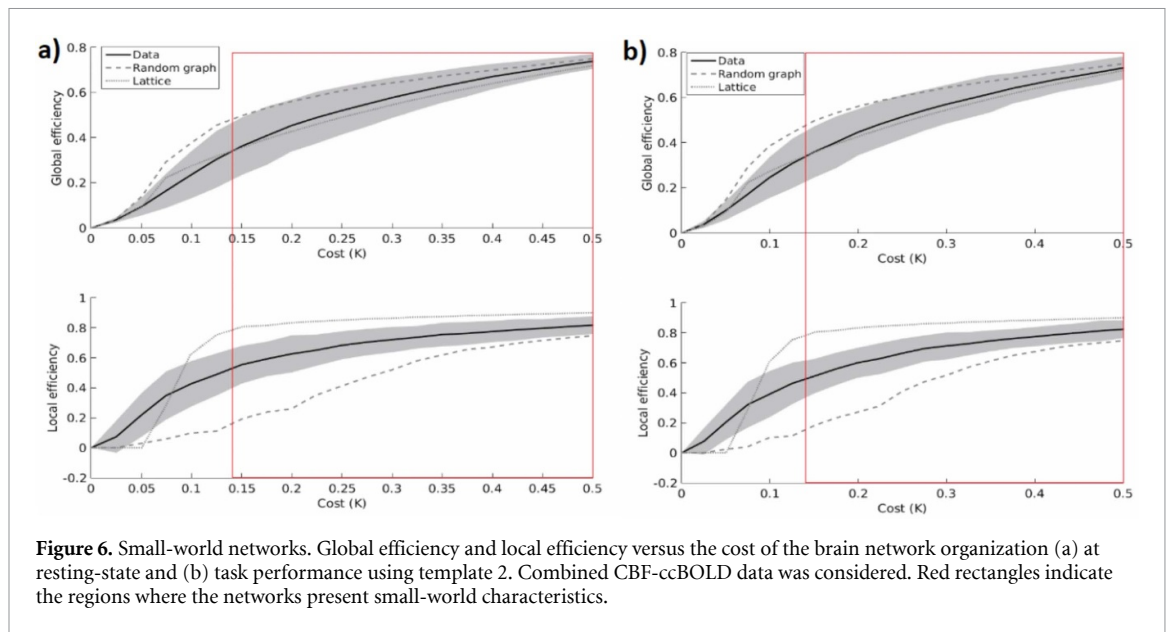 a)
Data
Random graph
Lattice
Global efficiency
0.8
0.6
0.4
0.2
0
0 0.05 0.1 0.15 0.2 0.25 0.3 0.35 0.4 0.45 0.5
Cost (K)
Local efficiency
1
0.8
0.6
0.4
0.2
0
-0.2
0 0.05 0.1 0.15 0.2 0.25 0.3 0.35 0.4 0.45 0.5
Cost (K)
b)
Data
Random graph
Lattice
Global efficiency
0.8
0.6
0.4
0.2
0
0 0.1 0.2 0.3 0.4 0.5
Cost (K)
Local efficiency
1
0.8
0.6
0.4
0.2
0
-0.2
0 0.1 0.2 0.3 0.4 0.5
Cost (K)
Figure 6. Small-world networks. Global efficiency and local efficiency versus the cost of the brain network organization (a) at
resting-state and (b) task performance using template 2. Combined CBF-ccBOLD data was considered. Red rectangles indicate
the regions where the networks present small-world characteristics.